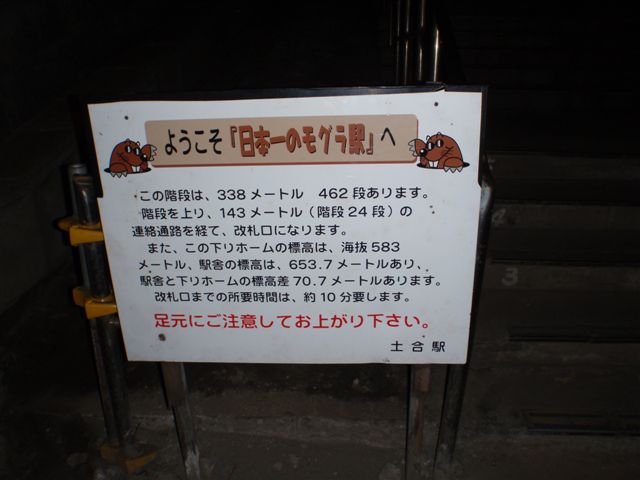 ようこそ『日本一のモグラ駅』へ
この階段は、338メートル 462段あります。
階段を上り、143メートル(階段24段)の
連絡通路を経て、改札口になります。
また、この下りホームの標高は、海抜583
メートル、駅舎の標高は、653.7メートルあり、
駅舎と下りホームの標高差70.7メートルあります。
改札口までの所要時間は、約10分要します。
足元にご注意してお上がり下さい。
土合駅
3